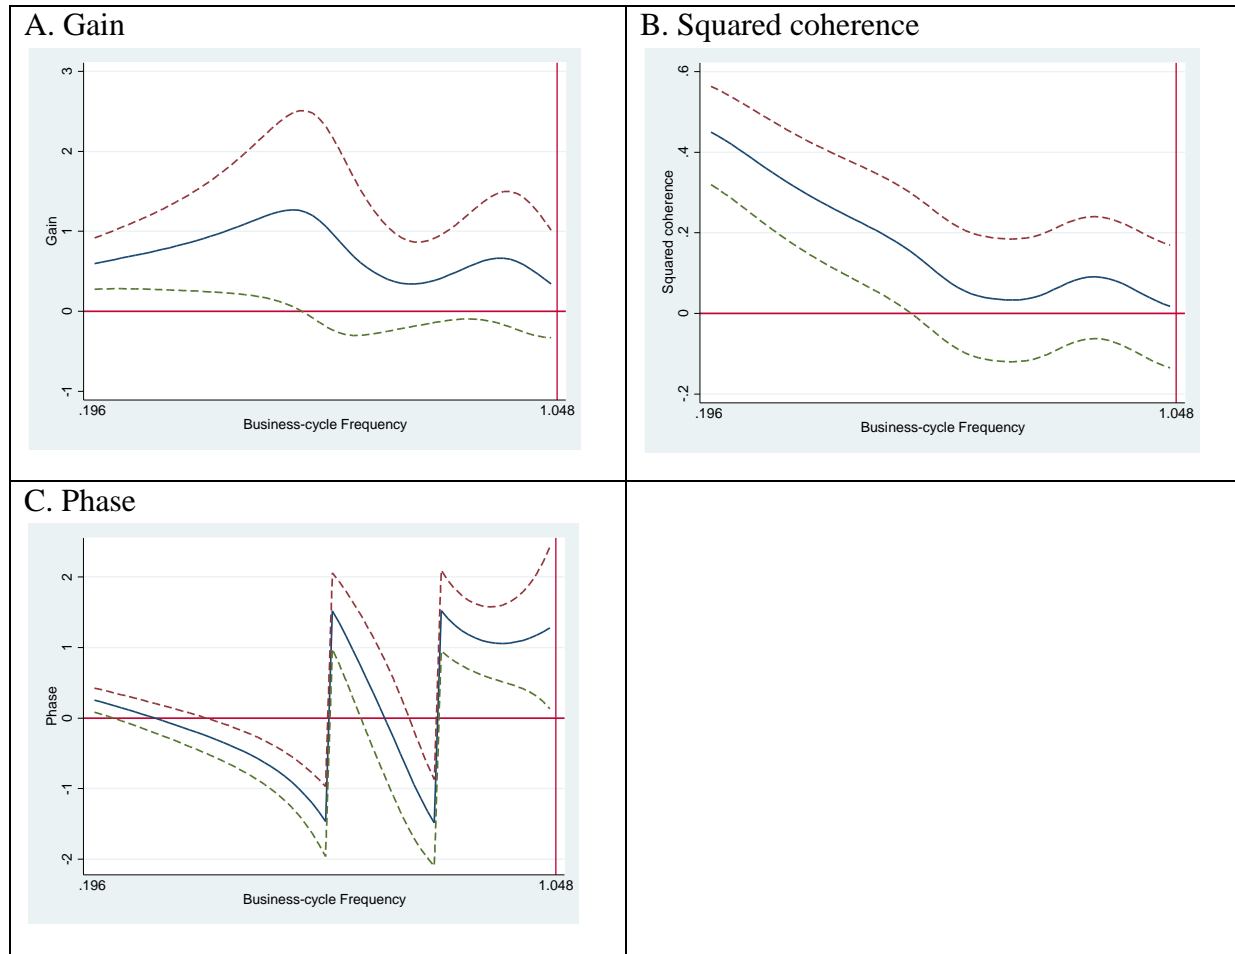 A. Gain
3
2
1
0
-1
Gain
.196
1.048
Business-cycle Frequency
B. Squared coherence
.6
.4
.2
0
-.2
Squared coherence
.196
1.048
Business-cycle Frequency
C. Phase
2
1
0
-1
-2
Phase
.196
1.048
Business-cycle Frequency